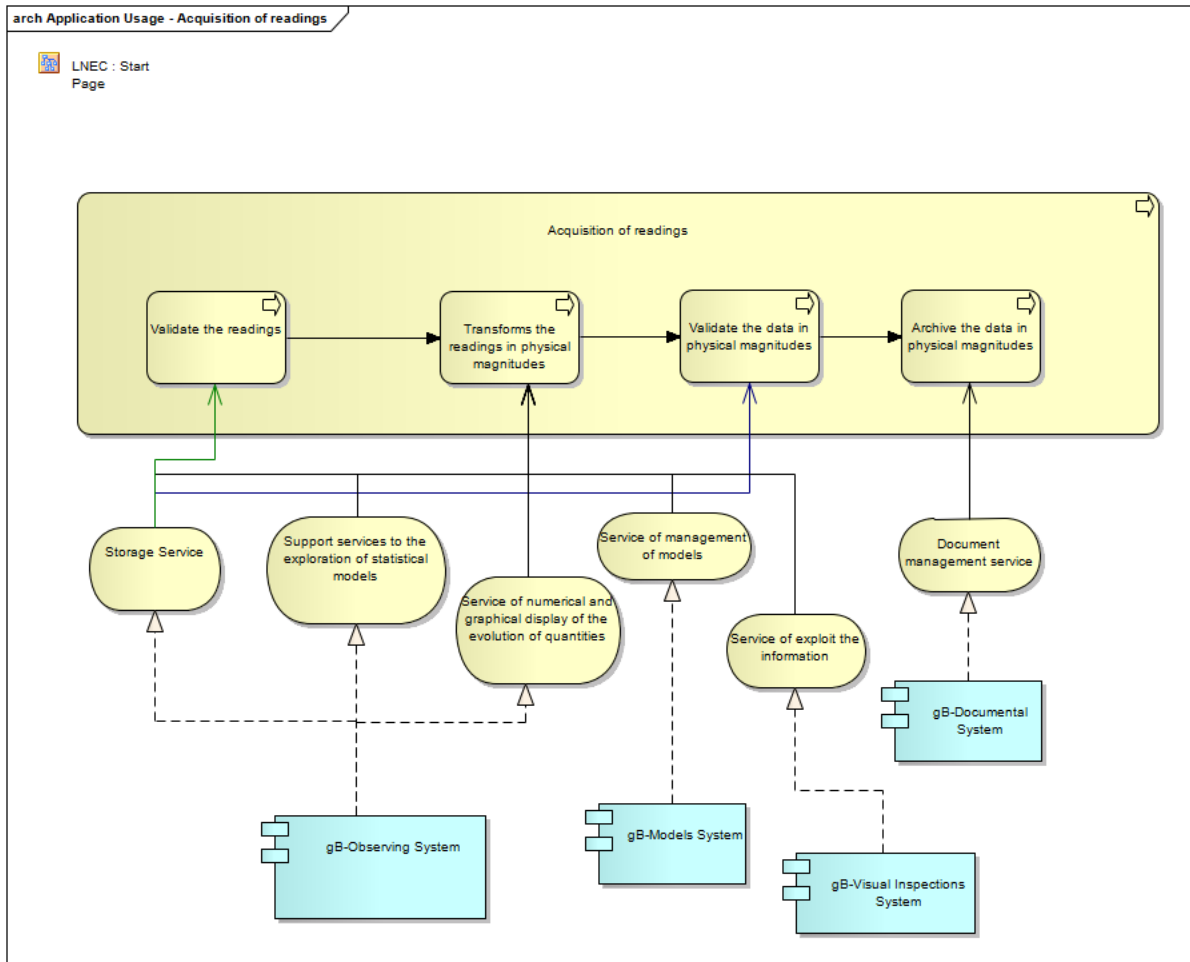 arch Application Usage - Acquisition of readings
LNEC : Start
Page
Acquisition of readings
Validate the readings
Transforms the
readings in physical
magnitudes
Validate the data in
physical magnitudes
Archive the data in
physical magnitudes
Storage Service
Support services to the
exploration of statistical
models
Service of numerical and
graphical display of the
evolution of quantities
Service of management
of models
Service of exploit the
information
Document
management service
gB-Documental
System
gB-Observing System
gB-Models System
gB-Visual Inspections
System